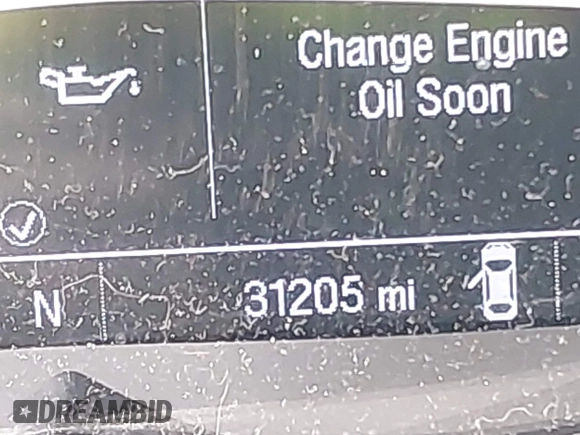 Change Engine
Oil Soon
N
31205 mi
DREAMBID